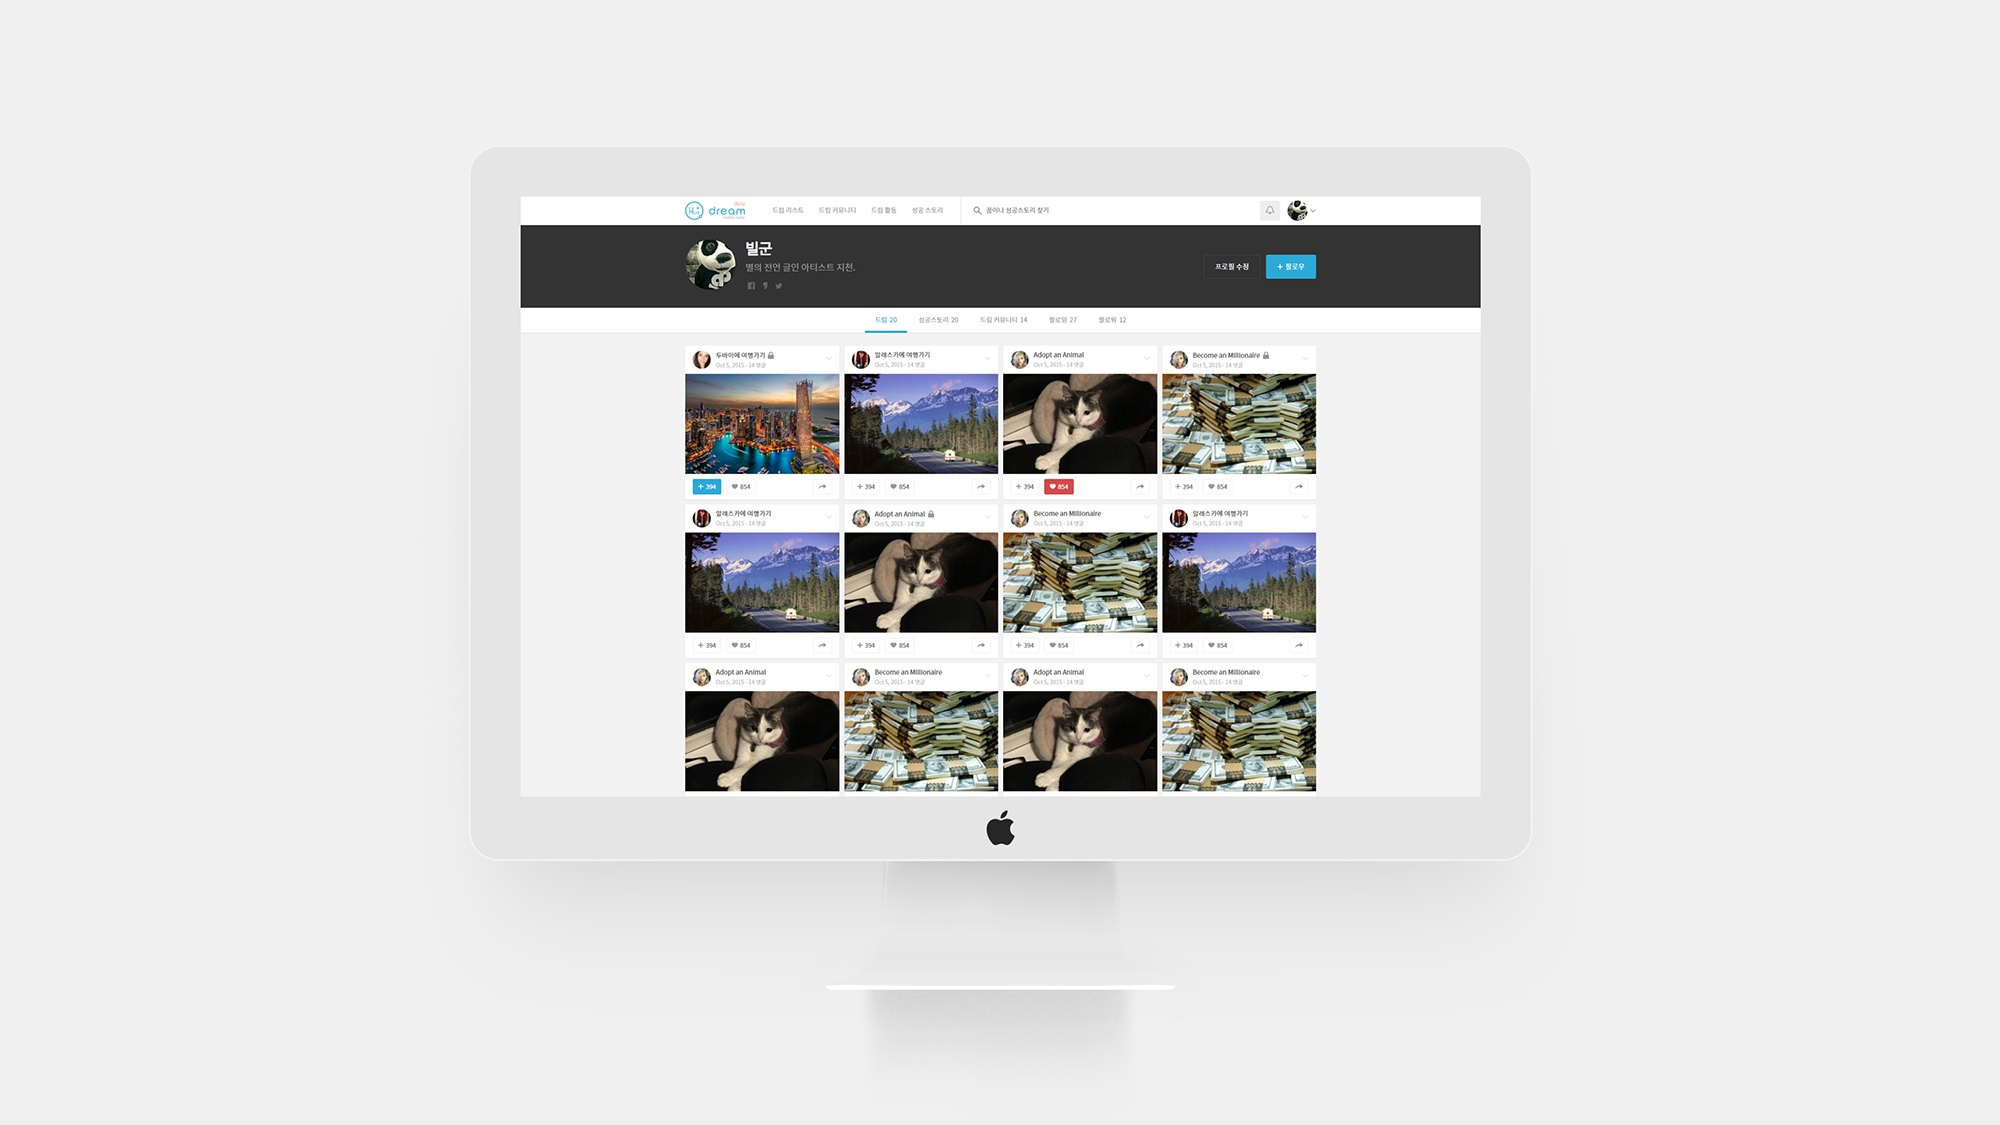 dream
드림 리스트 드림 커뮤니티 드림 활동 성공 스토리 꿈이나 성공스토리 찾기
빌군
별의 전언 글인 아티스트 지천.
프로필 수정 + 팔로우
드림 20 성공스토리 20 드림 커뮤니티 14 팔로잉 27 팔로워 12
두바이에 여행가기
Oct 5, 2015 · 14 댓글
알래스카에 여행가기
Oct 5, 2015 · 14 댓글
Adopt an Animal
Oct 5, 2015 · 14 댓글
Become an Millionaire
Oct 5, 2015 · 14 댓글
+ 394 854
+ 394 854
+ 394 854
+ 394 854
알래스카에 여행가기
Oct 5, 2015 · 14 댓글
Adopt an Animal
Oct 5, 2015 · 14 댓글
Become an Millionaire
Oct 5, 2015 · 14 댓글
알래스카에 여행가기
Oct 5, 2015 · 14 댓글
+ 394 854
+ 394 854
+ 394 854
+ 394 854
Adopt an Animal
Oct 5, 2015 · 14 댓글
Become an Millionaire
Oct 5, 2015 · 14 댓글
Adopt an Animal
Oct 5, 2015 · 14 댓글
Become an Millionaire
Oct 5, 2015 · 14 댓글